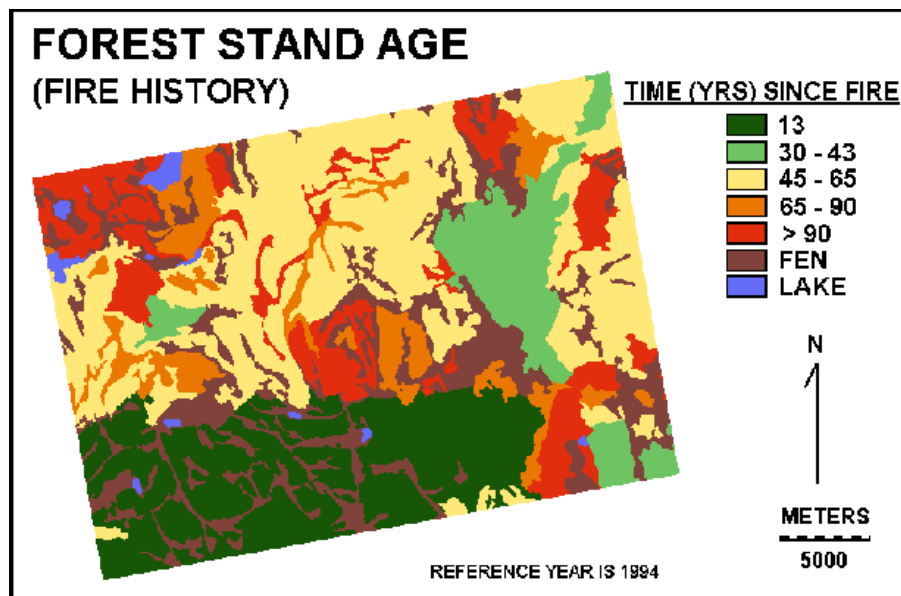 FOREST STAND AGE
(FIRE HISTORY)
TIME (YRS) SINCE FIRE
13
30 - 43
45 - 65
65 - 90
> 90
FEN
LAKE
N
METERS
5000
REFERENCE YEAR IS 1994